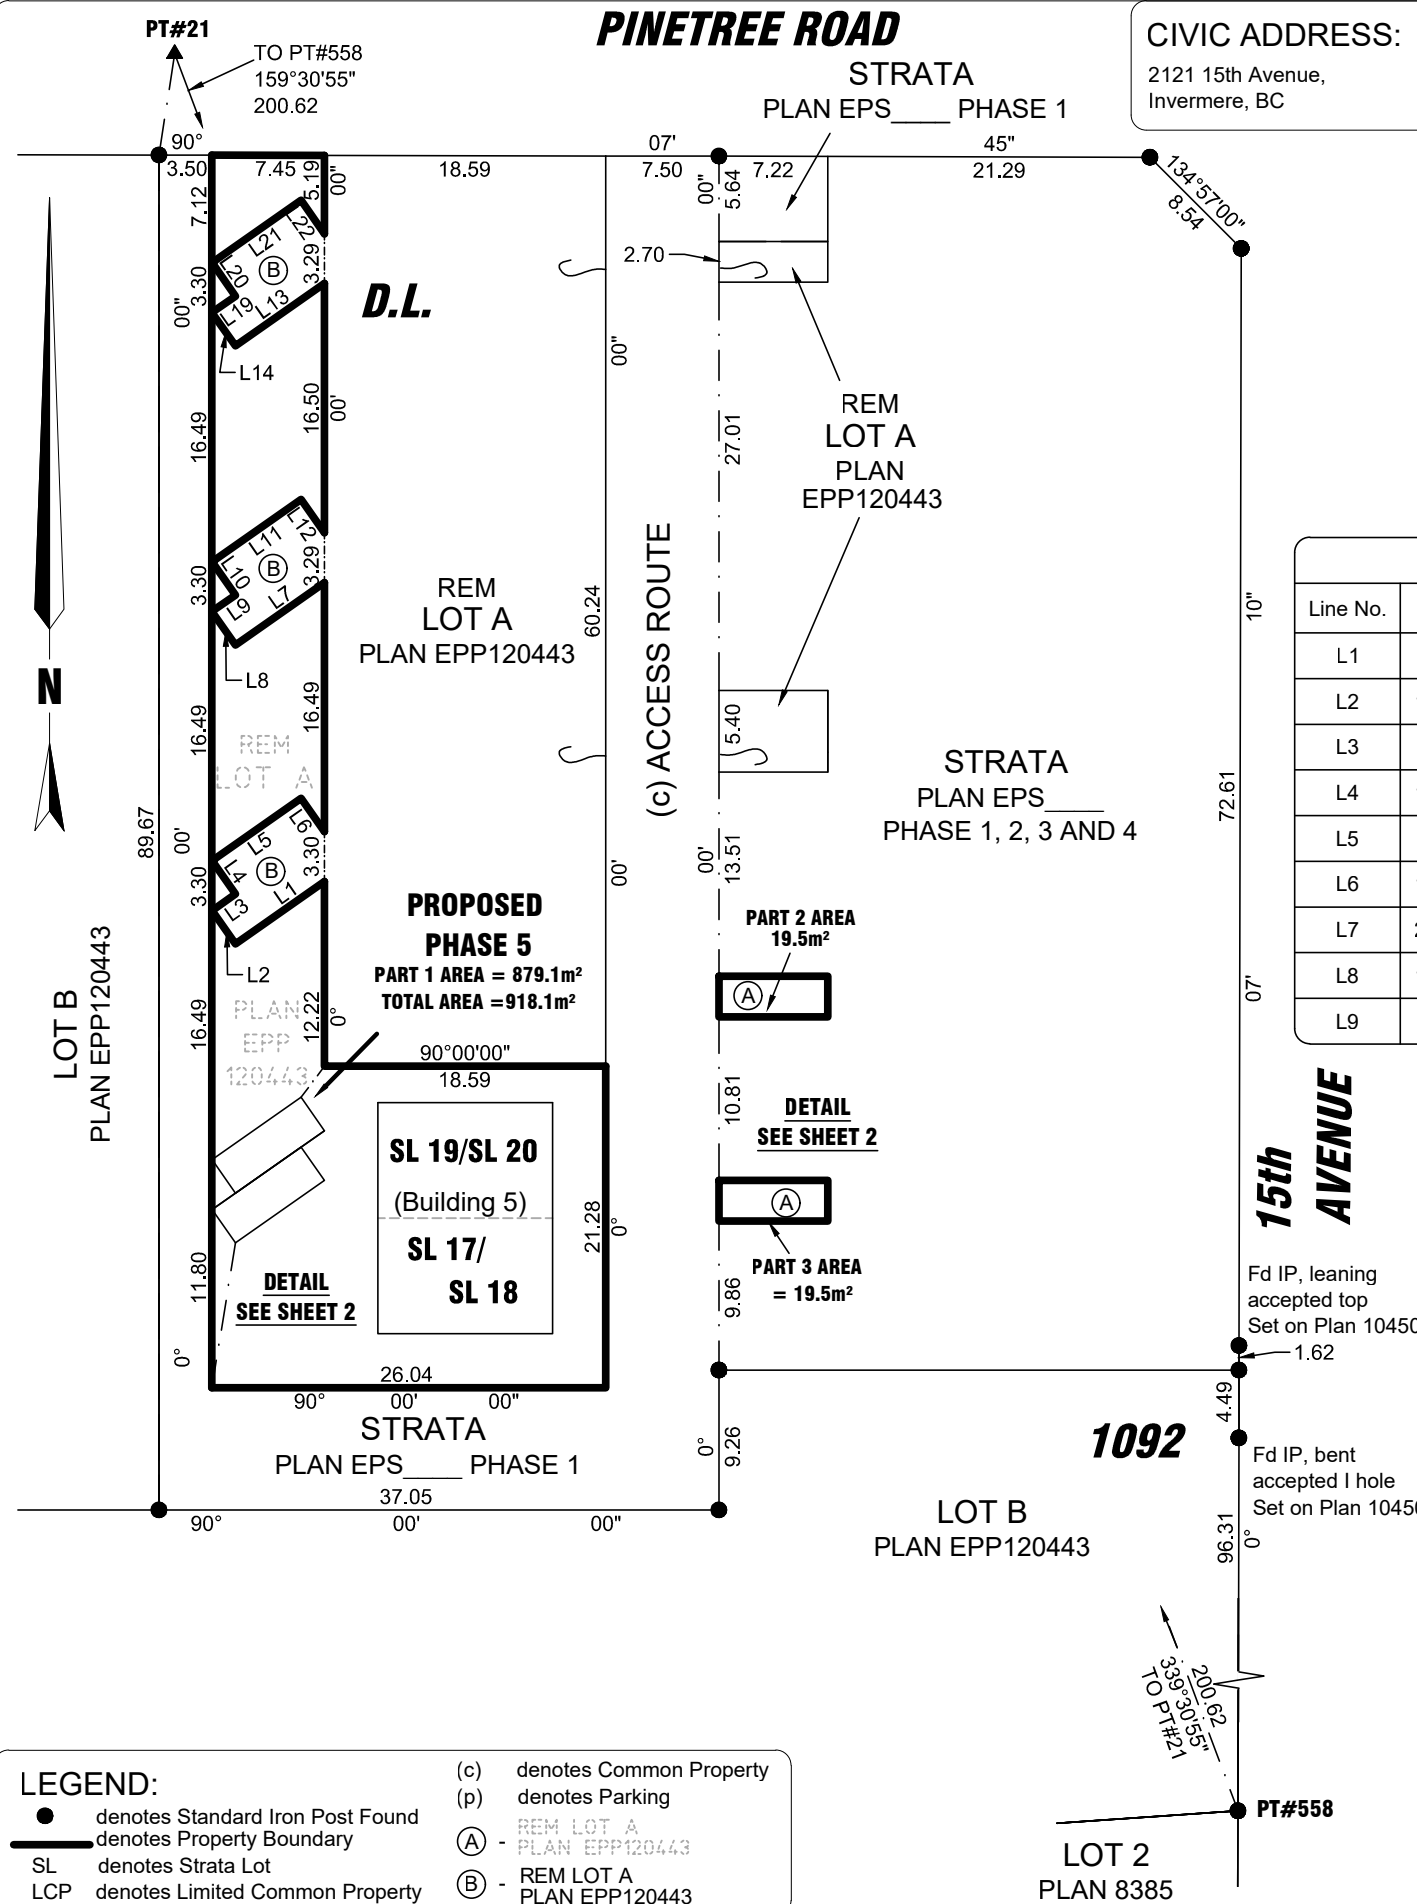 PINETREE ROAD
PT#21
TO PT#558
159°30'55"
200.62
CIVIC ADDRESS:
2121 15th Avenue,
Invermere, BC
STRATA
PLAN EPS____ PHASE 1
90°
07'
45"
3.50
7.45
18.59
7.50
7.22
21.29
134°57'00"
8.54
7.12
5.19
00"
00"
5.64
2.70
L21
22
L20
B
3.29
3.30
L19
L13
L14
00"
D.L.
00"
16.49
16.50
00'
27.01
REM
LOT A
PLAN
EPP120443
L11
L12
L10
B
3.29
3.30
L9
L7
L8
REM
LOT A
PLAN EPP120443
60.24
(c) ACCESS ROUTE
10"
Line No.
L1
L2
L3
L4
L5
L6
L7
2
L8
L9
N
16.49
16.49
REM
LOT A
5.40
STRATA
PLAN EPS____
PHASE 1, 2, 3 AND 4
72.61
89.67
00'
L5
L6
L4
B
3.30
3.30
L3
L1
L2
00'
00'
13.51
PROPOSED
PHASE 5
PART 1 AREA = 879.1m²
TOTAL AREA =918.1m²
PART 2 AREA
19.5m²
A
07'
LOT B
PLAN EPP120443
16.49
12.22
0°
PLAN
EPP
120443
90°00'00"
18.59
10.81
DETAIL
SEE SHEET 2
15th
AVENUE
SL 19/SL 20
(Building 5)
SL 17/
SL 18
21.28
0°
A
PART 3 AREA
= 19.5m²
11.80
DETAIL
SEE SHEET 2
9.86
Fd IP, leaning
accepted top
Set on Plan 10450
1.62
0°
26.04
90°
00'
00"
STRATA
PLAN EPS____ PHASE 1
0°
9.26
4.49
1092
Fd IP, bent
accepted I hole
Set on Plan 10450
37.05
90°
00'
00"
LOT B
PLAN EPP120443
96.31
0°
200.62
339°30'55"
TO PT#21
PT#558
LOT 2
PLAN 8385
LEGEND:
denotes Standard Iron Post Found
denotes Property Boundary
SL denotes Strata Lot
LCP denotes Limited Common Property
(c) denotes Common Property
(p) denotes Parking
A - REM LOT A
PLAN EPP120443
B - REM LOT A
PLAN EPP120443